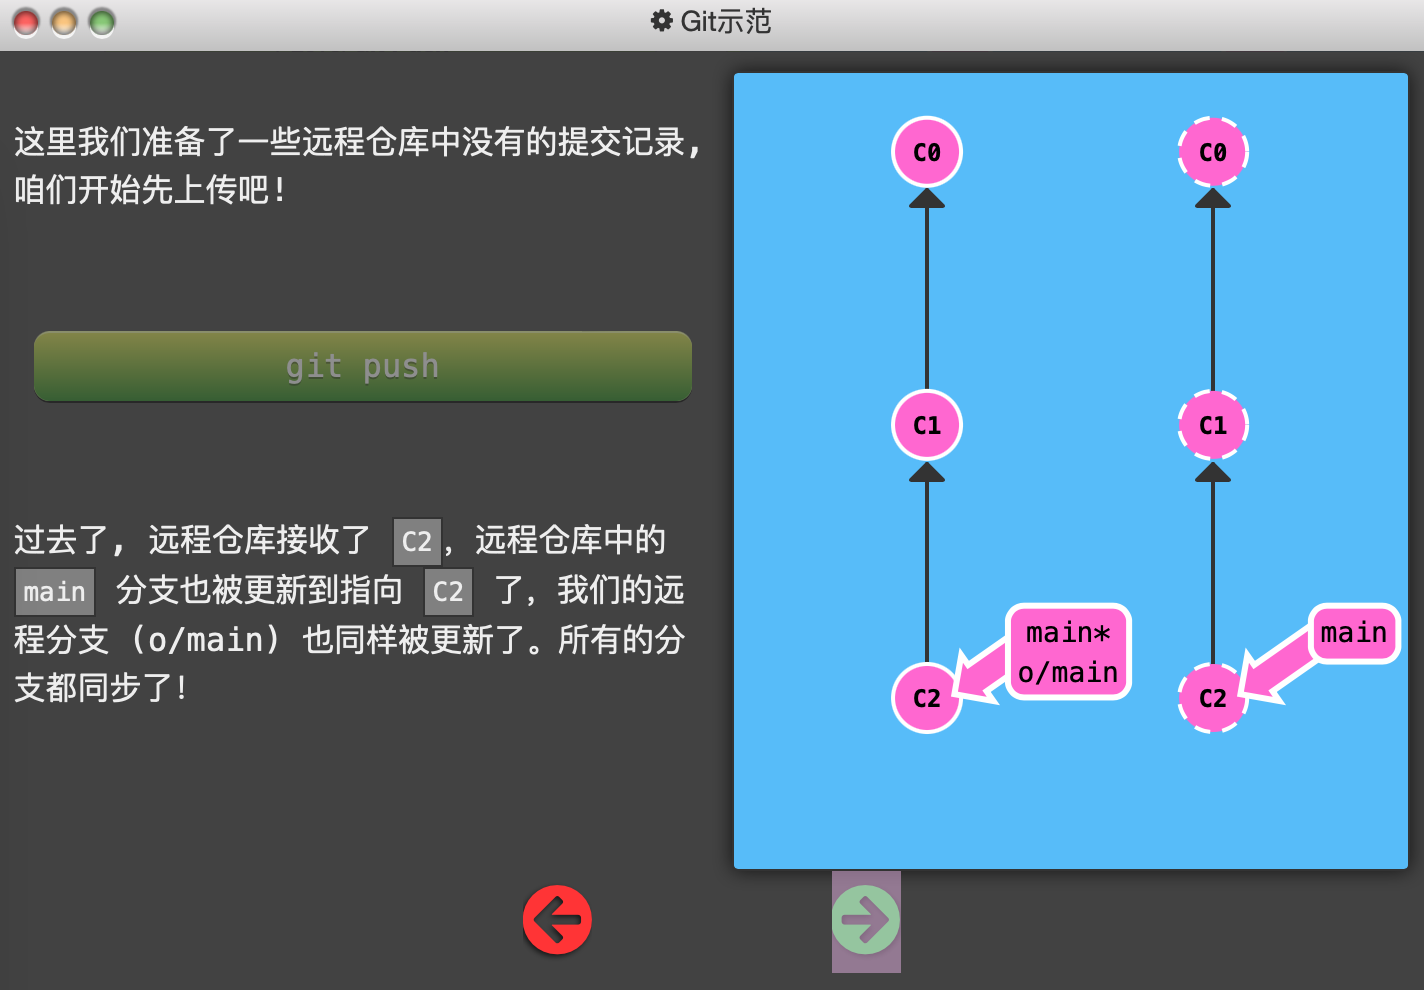 Git示范
这里我们准备了一些远程仓库中没有的提交记录,
咱们开始先上传吧!
git push
过去了, 远程仓库接收了 C2, 远程仓库中的
main 分支也被更新到指向 C2 了, 我们的远
程分支 (o/main) 也同样被更新了。所有的分
支都同步了!
C0
C1
C2
main*
o/main
C0
C1
C2
main